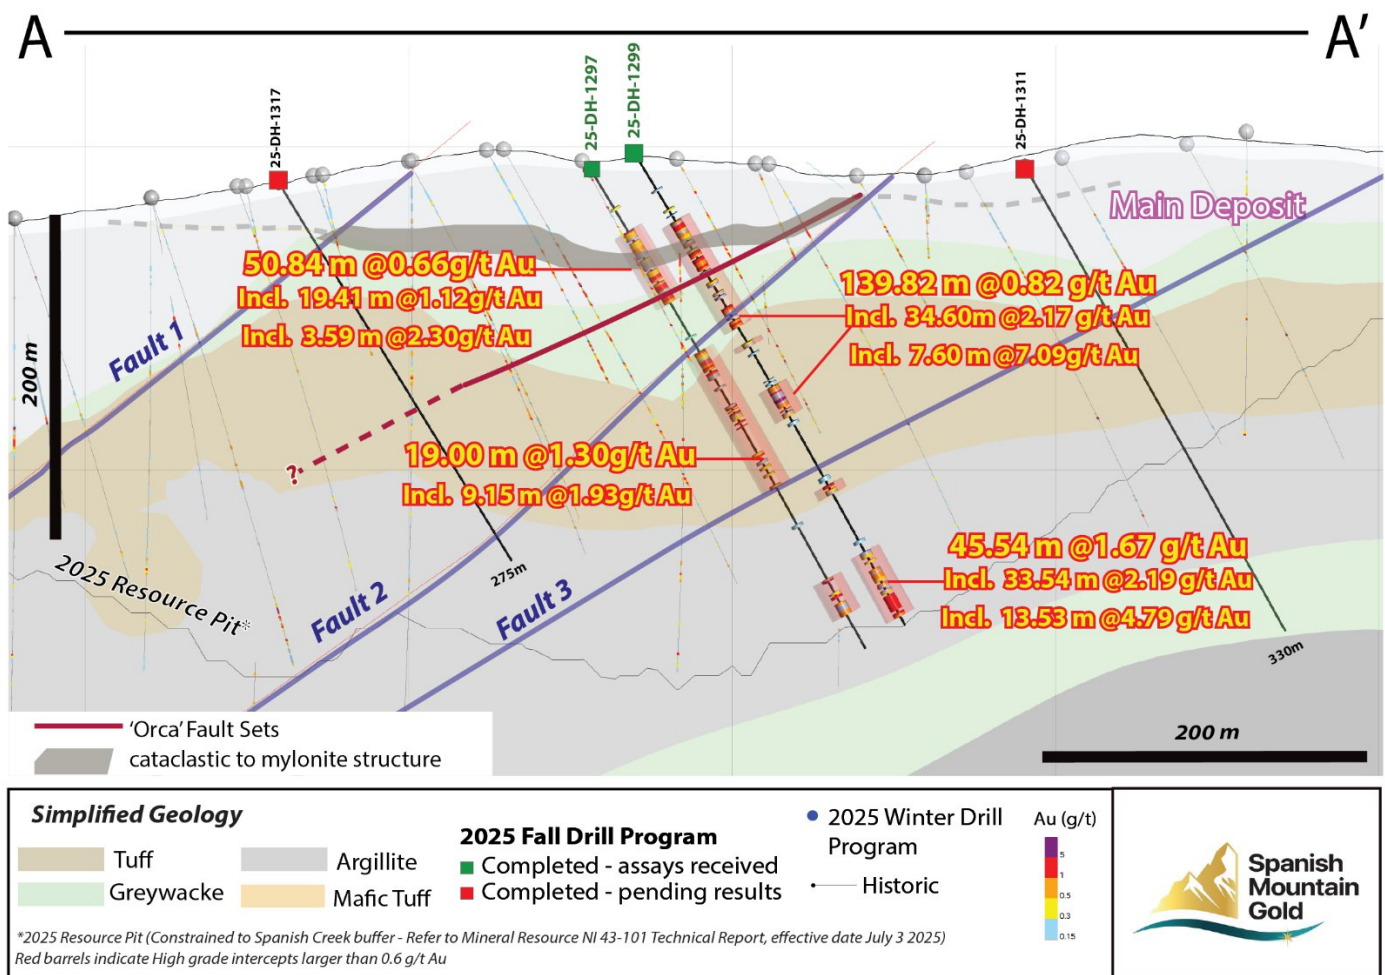 A
A'
25-DH-1317
25-DH-1297
25-DH-1299
25-DH-1311
Main Deposit
50.84 m @0.66g/t Au
Incl. 19.41 m @1.12g/t Au
Incl. 3.59 m @2.30g/t Au
139.82 m @0.82 g/t Au
Incl. 34.60m @2.17 g/t Au
Incl. 7.60 m @7.09g/t Au
200 m
Fault 1
?
19.00 m @1.30g/t Au
Incl. 9.15 m @1.93g/t Au
45.54 m @1.67 g/t Au
Incl. 33.54 m @2.19 g/t Au
Incl. 13.53 m @4.79 g/t Au
2025 Resource Pit*
275m
Fault 2
Fault 3
330m
200 m
'Orca' Fault Sets
cataclastic to mylonite structure
Simplified Geology
Tuff
Argillite
Greywacke
Mafic Tuff
2025 Fall Drill Program
Completed - assays received
Completed - pending results
2025 Winter Drill
Program
Historic
Au (g/t)
5
1
0.5
0.3
0.15
Spanish
Mountain
Gold
*2025 Resource Pit (Constrained to Spanish Creek buffer - Refer to Mineral Resource NI 43-101 Technical Report, effective date July 3 2025)
Red barrels indicate High grade intercepts larger than 0.6 g/t Au